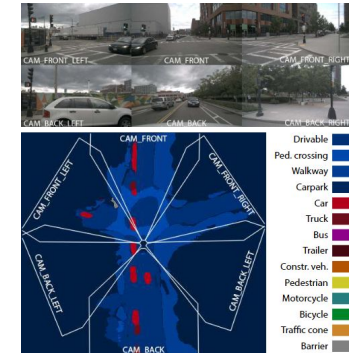 CAM_FRONT_LEFT
CAM_FRONT
CAM_FRONT_RIGHT
CAM_BACK_LEFT
CAM_BACK
CAM_BACK_RIGHT
CAM_FRONT
CAM_FRONT_LEFT
CAM_FRONT_RIGHT
CAM_BACK_LEFT
CAM_BACK_RIGHT
CAM_BACK
Drivable
Ped. crossing
Walkway
Carpark
Car
Truck
Bus
Trailer
Constr. veh.
Pedestrian
Motorcycle
Bicycle
Traffic cone
Barrier